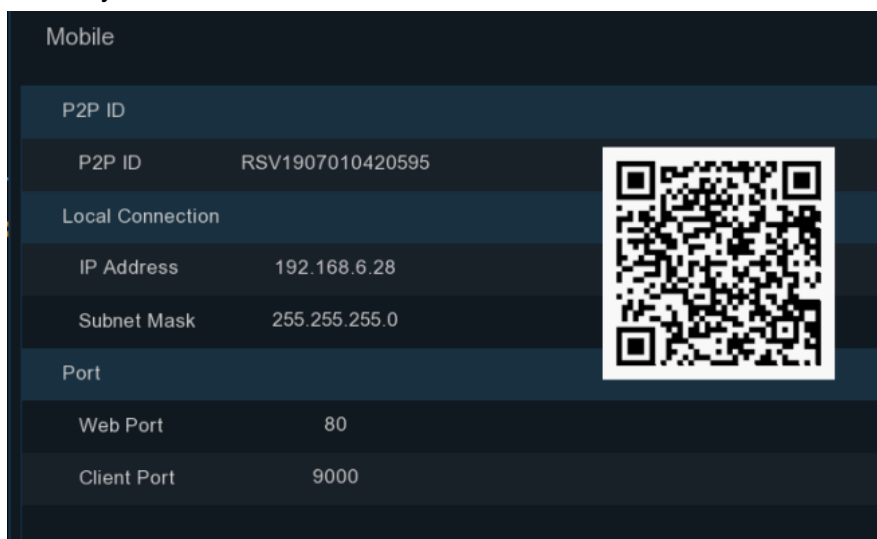 Mobile
P2P ID
P2P ID RSV1907010420595
Local Connection
IP Address 192.168.6.28
Subnet Mask 255.255.255.0
Port
Web Port 80
Client Port 9000